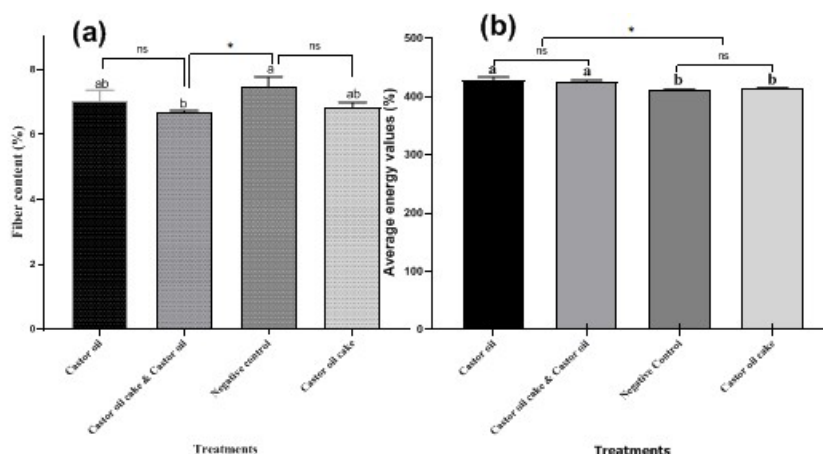 (a)
ns
*
ns
8
6
4
2
0
ab
b
a
ab
Fiber content (%)
Castor oil
Castor oil cake & Castor oil
Negative control
Castor oil cake
Treatments
(b)
*
ns
ns
500
400
300
200
100
0
a
a
b
b
Average energy values (%)
Castor oil
Castor oil cake & Castor oil
Negative Control
Castor oil cake
Treatments